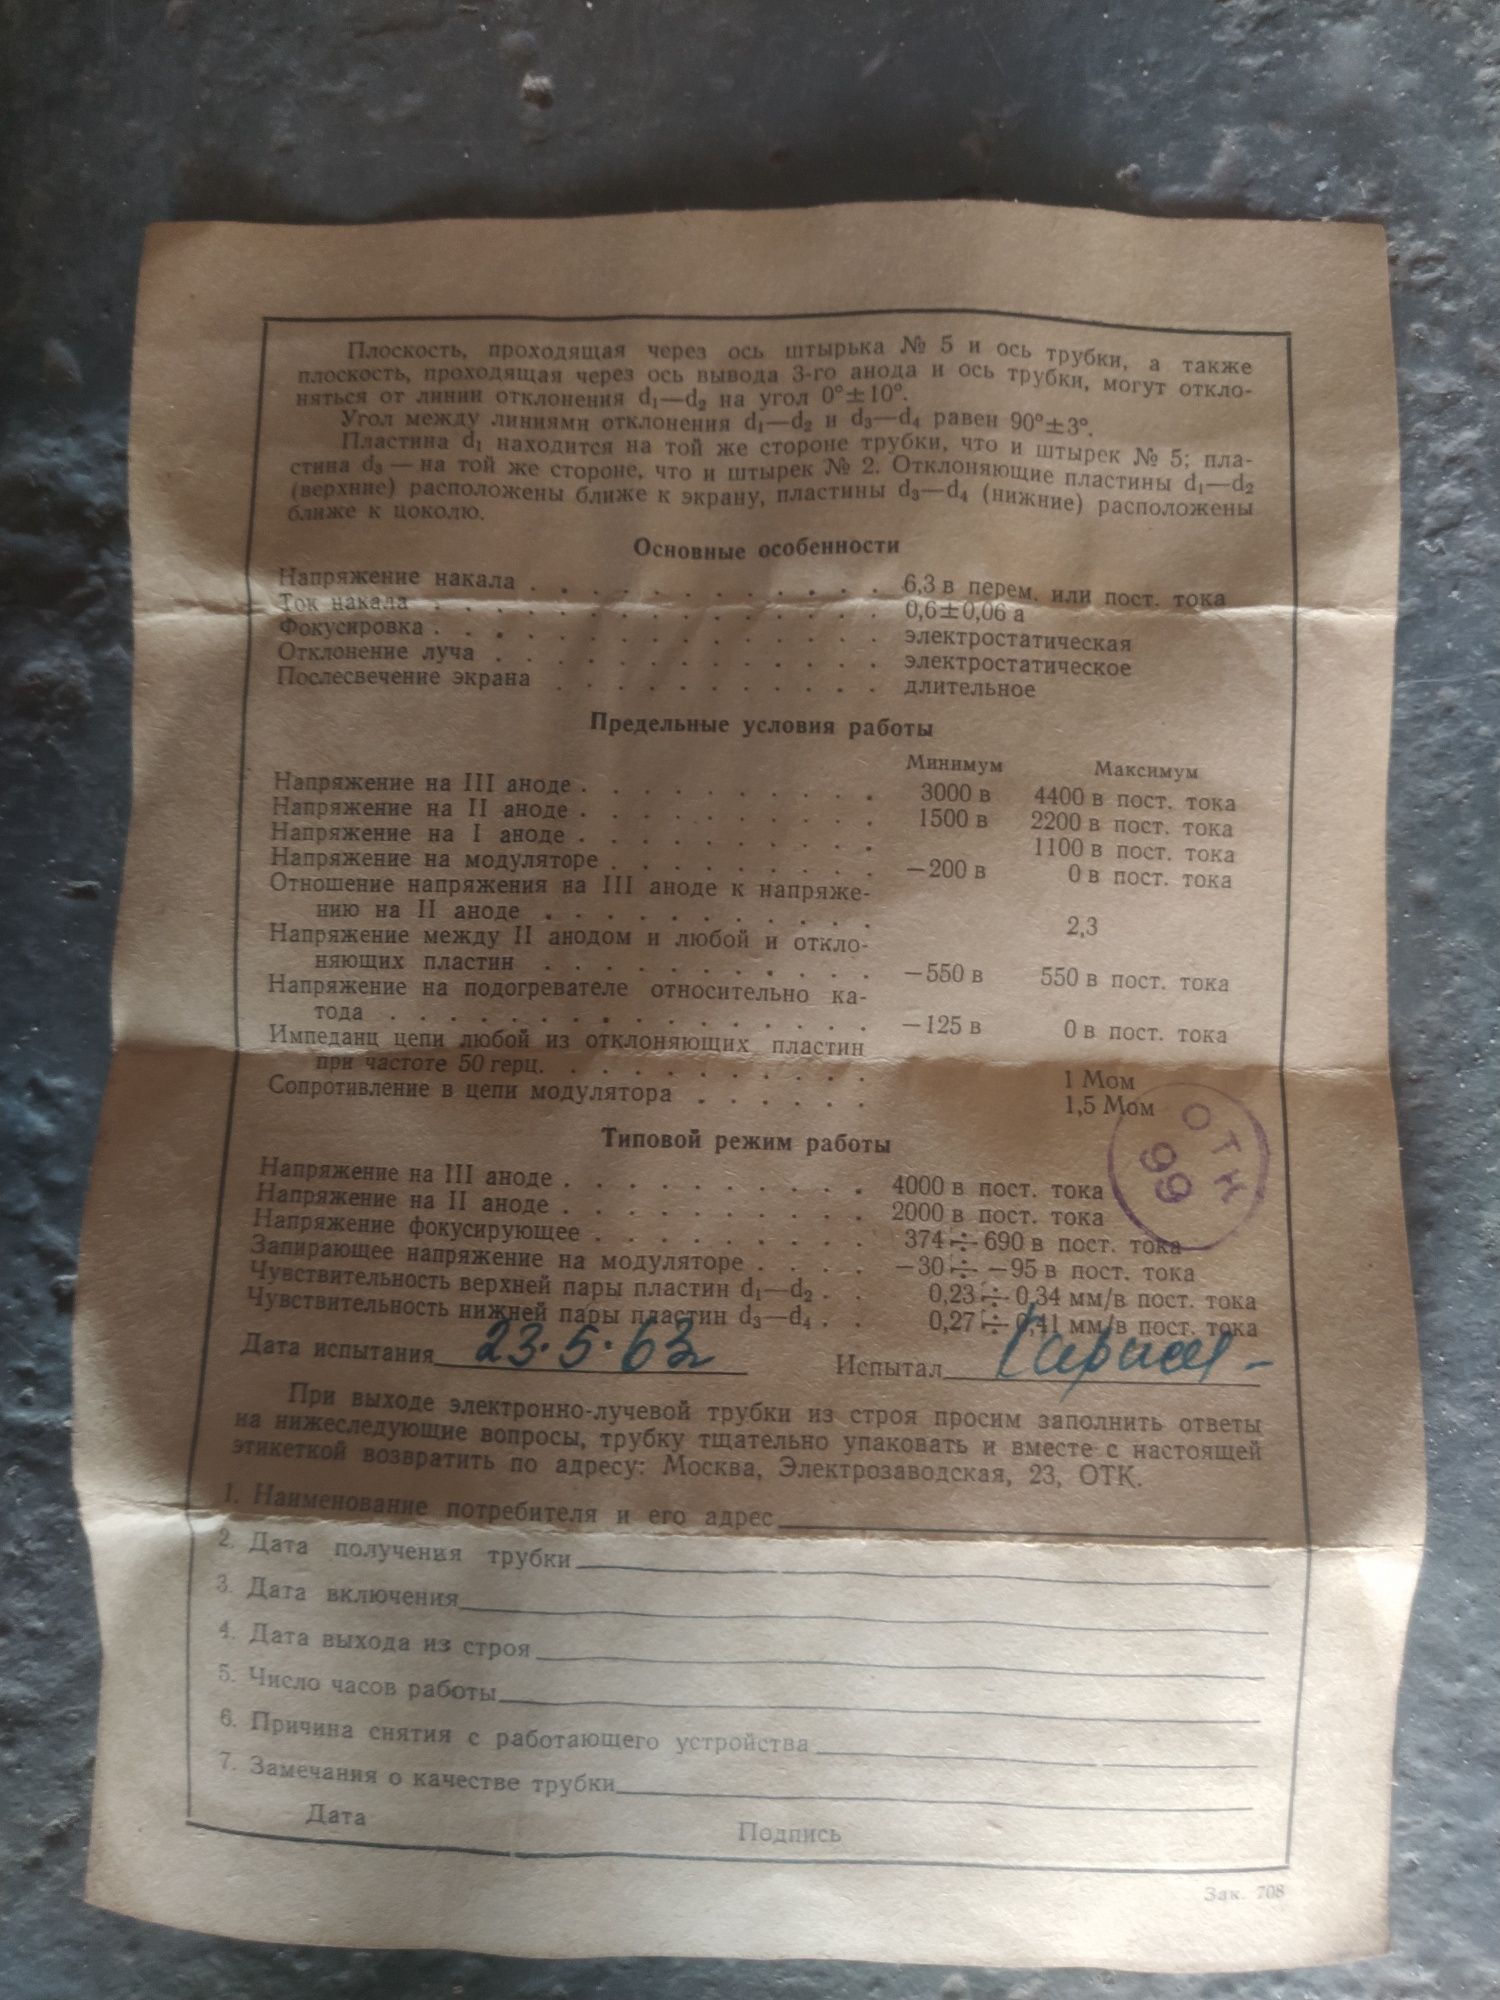 Плоскость, проходящая через ось штырька № 5 и ось трубки, а также
плоскость, проходящая через ось вывода 3-го анода и ось трубки, могут откло-
няться от линии отклонения d₁—d₂ на угол 0°±10°.
Угол между линиями отклонения d₁—d₂ и d₃—d₄ равен 90°±3°.
Пластина d₁ находится на той же стороне трубки, что и штырек № 5; пла-
стина d₃ — на той же стороне, что и штырек № 2. Отклоняющие пластины d₁—d₂
(верхние) расположены ближе к экрану, пластины d₃—d₄ (нижние) расположены
ближе к цоколю.
Основные особенности
Напряжение накала . . . . . . . . . . . . 6,3 в перем. или пост. тока
Ток накала . . . . . . . . . . . . . . . 0,6±0,06 а
Фокусировка . . . . . . . . . . . . . . . электростатическая
Отклонение луча . . . . . . . . . . . . . электростатическое
Послесвечение экрана . . . . . . . . . . . длительное
Предельные условия работы
Минимум Максимум
Напряжение на III аноде . . . . . . . . . . 3000 в 4400 в пост. тока
Напряжение на II аноде . . . . . . . . . . 1500 в 2200 в пост. тока
Напряжение на I аноде . . . . . . . . . . 1100 в пост. тока
Напряжение на модуляторе . . . . . . . . . —200 в 0 в пост. тока
Отношение напряжения на III аноде к напряже-
нию на II аноде . . . . . . . . . . . . 2,3
Напряжение между II анодом и любой и откло-
няющих пластин . . . . . . . . . . . . —550 в 550 в пост. тока
Напряжение на подогревателе относительно ка-
тода . . . . . . . . . . . . . . . . —125 в 0 в пост. тока
Импеданц цепи любой из отклоняющих пластин
при частоте 50 герц. . . . . . . . . . . . 1 Мом
Сопротивление в цепи модулятора . . . . . . 1,5 Мом
ОТК
99
Типовой режим работы
Напряжение на III аноде . . . . . . . . . . 4000 в пост. тока
Напряжение на II аноде . . . . . . . . . . 2000 в пост. тока
Напряжение фокусирующее . . . . . . . . . 374÷690 в пост. тока
Запирающее напряжение на модуляторе . . . . —30÷ —95 в пост. тока
Чувствительность верхней пары пластин d₁—d₂ . . 0,23÷0,34 мм/в пост. тока
Чувствительность нижней пары пластин d₃—d₄ . . 0,27÷0,41 мм/в пост. тока
Дата испытания 23.5.63 Испытал
При выходе электронно-лучевой трубки из строя просим заполнить ответы
на нижеследующие вопросы, трубку тщательно упаковать и вместе с настоящей
этикеткой возвратить по адресу: Москва, Электрозаводская, 23, ОТК.
1. Наименование потребителя и его адрес
2. Дата получения трубки
3. Дата включения
4. Дата выхода из строя
5. Число часов работы
6. Причина снятия с работающего устройства
7. Замечания о качестве трубки
Дата Подпись
Зак. 708